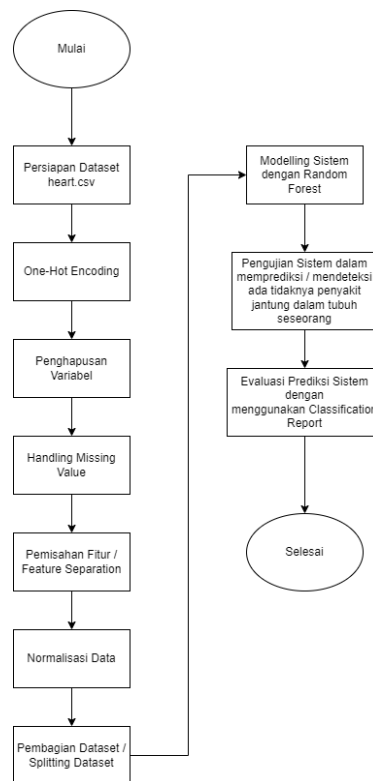 Mulai
Persiapan Dataset
heart.csv
One-Hot Encoding
Penghapusan
Variabel
Handling Missing
Value
Pemisahan Fitur /
Feature Separation
Normalisasi Data
Pembagian Dataset /
Splitting Dataset
Modelling Sistem
dengan Random
Forest
Pengujian Sistem dalam
memprediksi / mendeteksi
ada tidaknya penyakit
jantung dalam tubuh
seseorang
Evaluasi Prediksi Sistem
dengan
menggunakan Classification
Report
Selesai